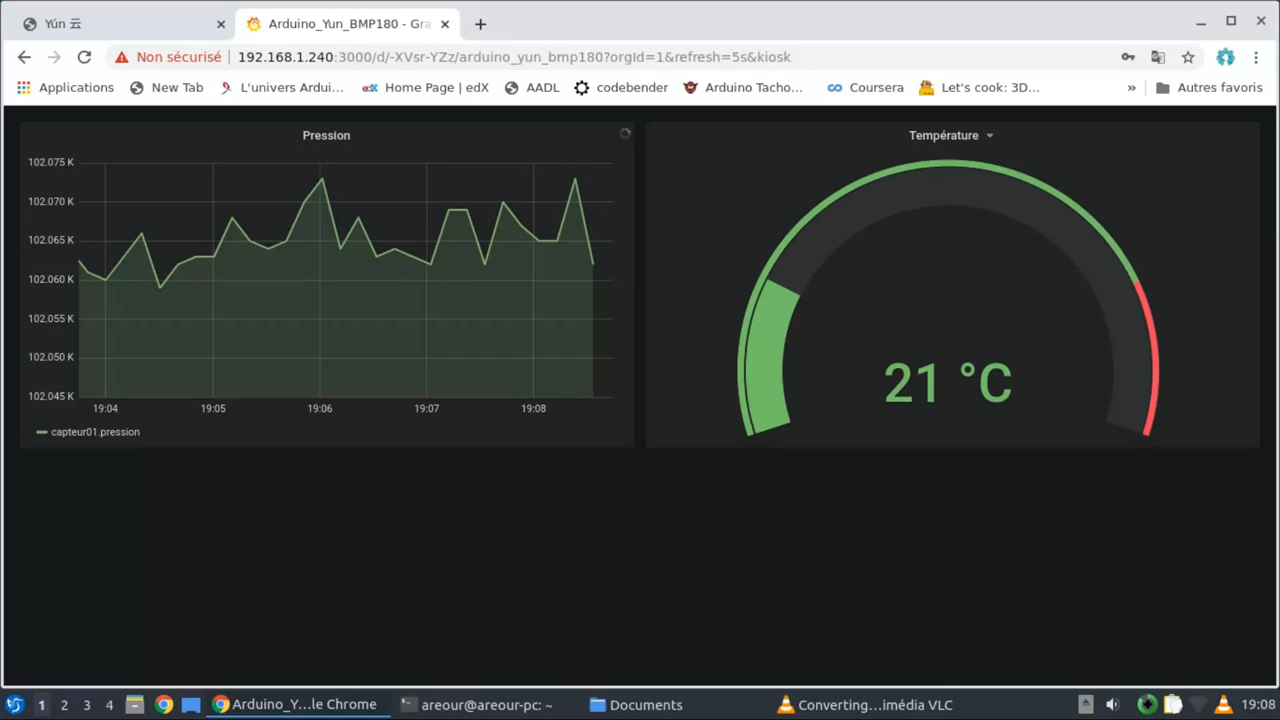 Yún 云
Arduino_Yun_BMP180 - Gra
Non sécurisé
192.168.1.240:3000/d/-XVsr-YZz/arduino_yun_bmp180?orgId=1&refresh=5s&kiosk
Applications
New Tab
L'univers Ardui...
Home Page | edX
AADL
codebender
Arduino Tacho...
Coursera
Let's cook: 3D...
»
Autres favoris
Pression
102.075 K
102.070 K
102.065 K
102.060 K
102.055 K
102.050 K
102.045 K
19:04 19:05 19:06 19:07 19:08
capteur01.pression
Température
21 °C
1 2 3 4
Arduino_Y...le Chrome
areour@areour-pc: ~
Documents
Converting...imédia VLC
19:08